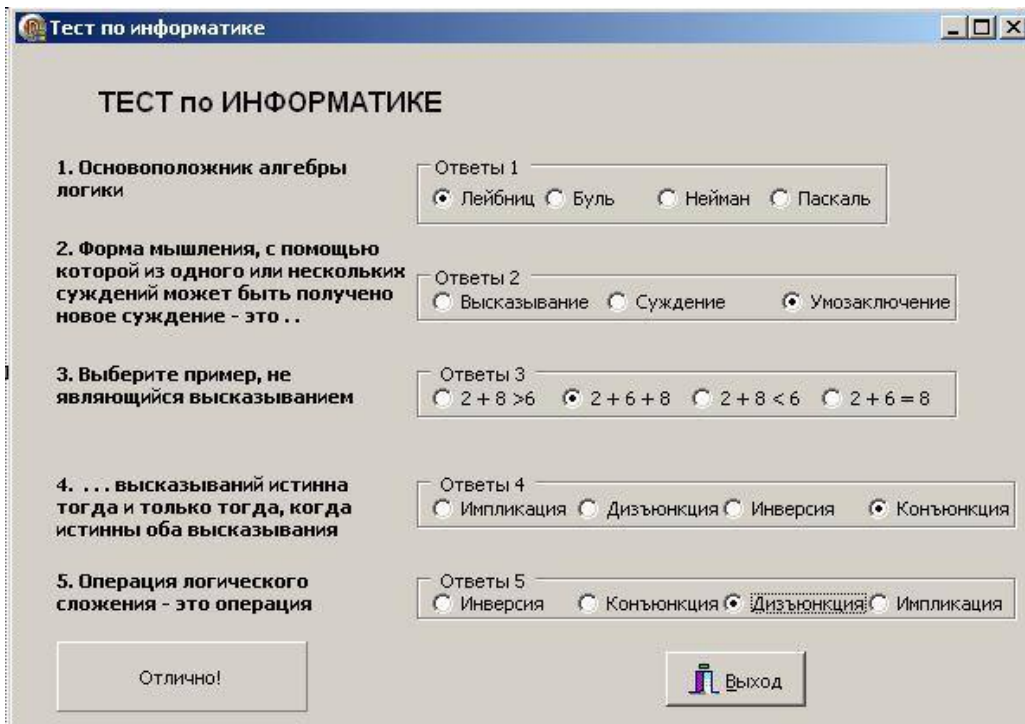 Тест по информатике
ТЕСТ по ИНФОРМАТИКЕ
1. Основоположник алгебры
логики
Ответы 1
Лейбниц Буль Нейман Паскаль
2. Форма мышления, с помощью
которой из одного или нескольких
суждений может быть получено
новое суждение - это . .
Ответы 2
Высказывание Суждение Умозаключение
3. Выберите пример, не
являющийся высказыванием
Ответы 3
2 + 8 >6 2 + 6 + 8 2 + 8 < 6 2 + 6 = 8
4. . . . высказываний истинна
тогда и только тогда, когда
истинны оба высказывания
Ответы 4
Импликация Дизъюнкция Инверсия Конъюнкция
5. Операция логического
сложения - это операция
Ответы 5
Инверсия Конъюнкция Дизъюнкция Импликация
Отлично!
Выход